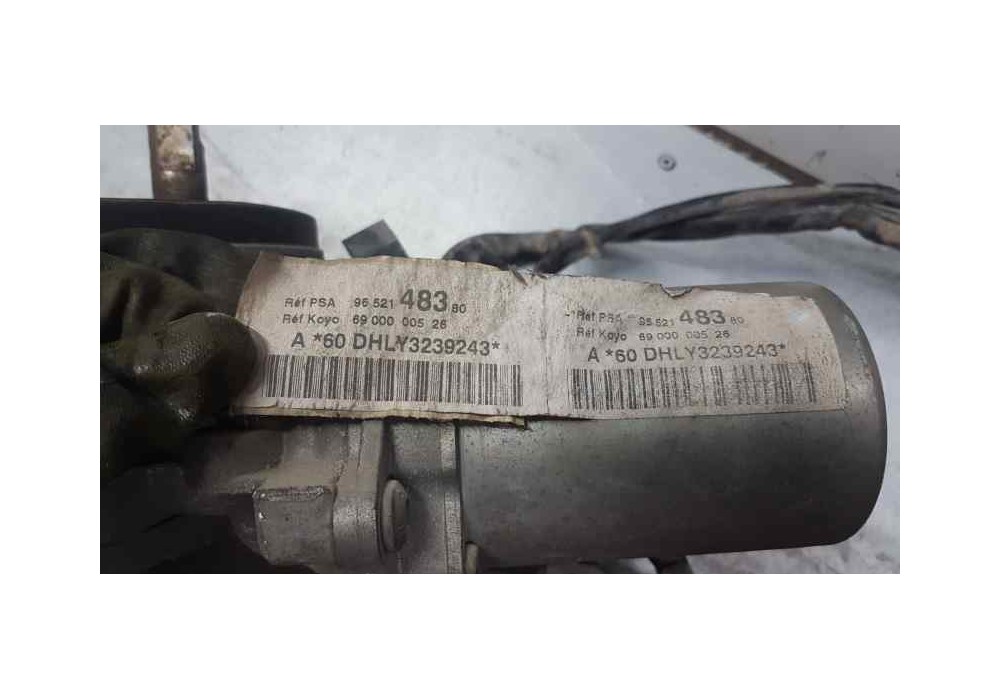 Réf PSA 96 521 483 80
Réf Koyo 69 000 005 26
A *60 DHLY3239243*
Réf PSA 96 521 483 80
Réf Koyo 69 000 005 26
A *60 DHLY3239243*